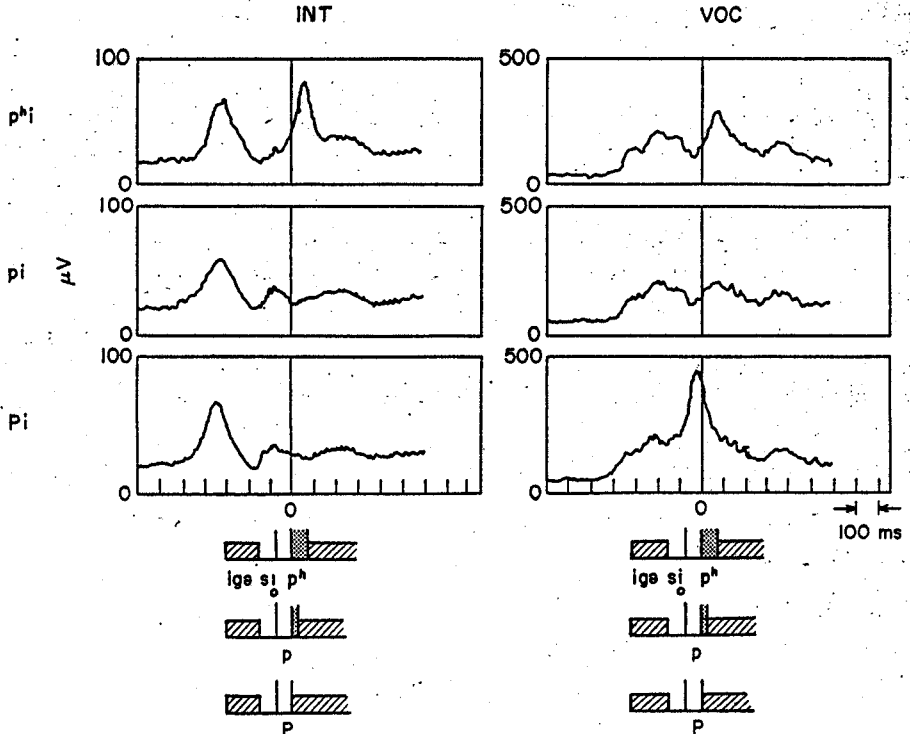 INT VOC
100 500
pʰi
0 0
100 500
pi μV
0 0
100 500
Pi
0 0
0 0
100 ms
igə si̥ pʰ igə si̥ pʰ
p p
P P